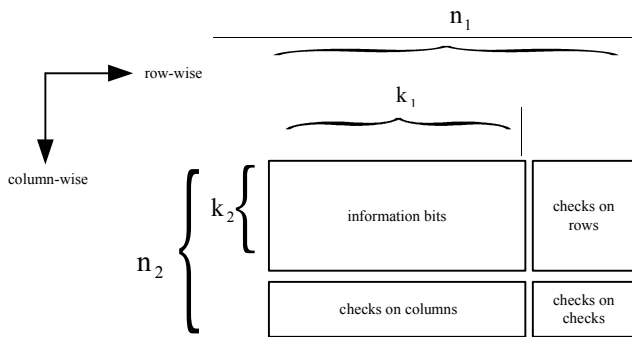 n1
row-wise
k1
column-wise
k2
information bits
checks on
rows
n2
checks on columns
checks on
checks